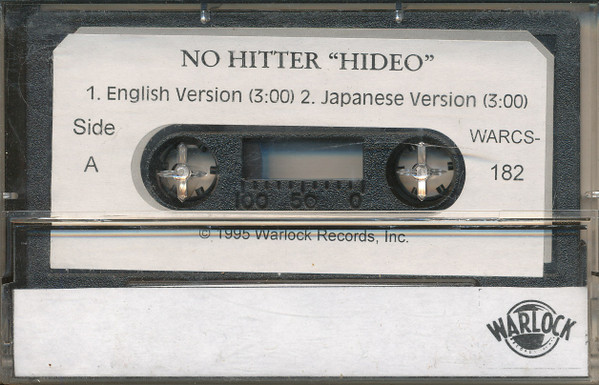 NO HITTER “HIDEO”
1. English Version (3:00) 2. Japanese Version (3:00)
Side
A
WARCS-
182
100 50 0
© 1995 Warlock Records, Inc.
WARLOCK